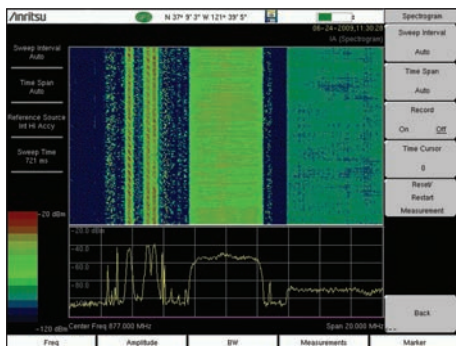 Anritsu
N 37° 9' 3" W 121° 39' 5"
Spectrogram
06-24-2009,11:30:20
IA (Spectrogram)
Sweep Interval
Auto
Time Span
Auto
Reference Source
Int Hi Accy
Sweep Time
721 ms
-20 dBm
-120 dBm
-20.0 dBm
-40.0
-60.0
-80.0
Center Freq 877.000 MHz
Span 20.000 MHz
Sweep Interval
Auto
Time Span
Auto
Record
On Off
Time Cursor
0
Reset/
Restart
Measurement
Back
Freq
Amplitude
BW
Measurements
Marker